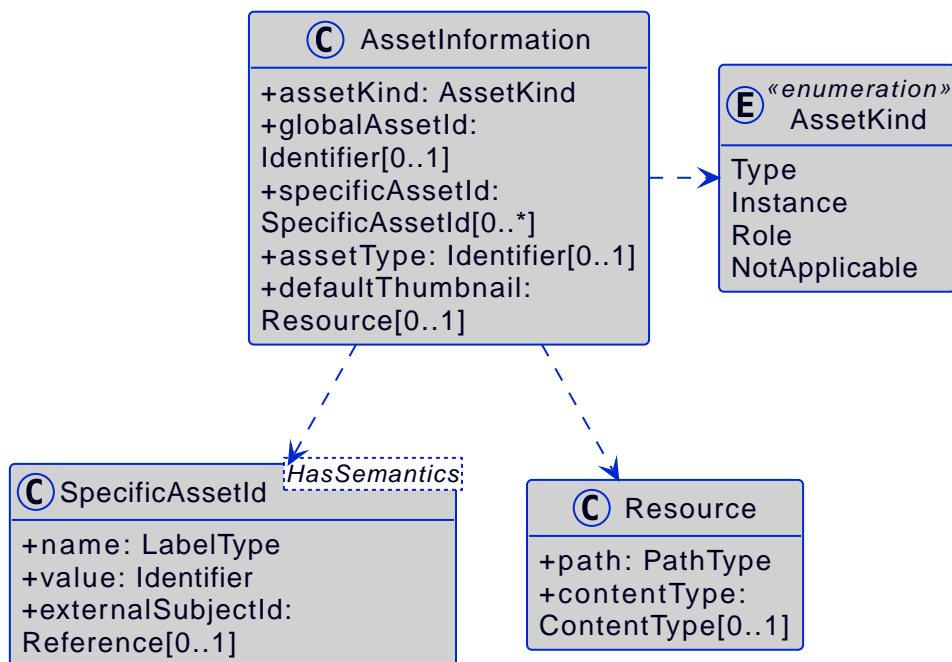 C AssetInformation
+assetKind: AssetKind
+globalAssetId:
Identifier[0..1]
+specificAssetId:
SpecificAssetId[0..*]
+assetType: Identifier[0..1]
+defaultThumbnail:
Resource[0..1]
«enumeration»
E AssetKind
Type
Instance
Role
NotApplicable
HasSemantics
C SpecificAssetId
+name: LabelType
+value: Identifier
+externalSubjectId:
Reference[0..1]
C Resource
+path: PathType
+contentType:
ContentType[0..1]